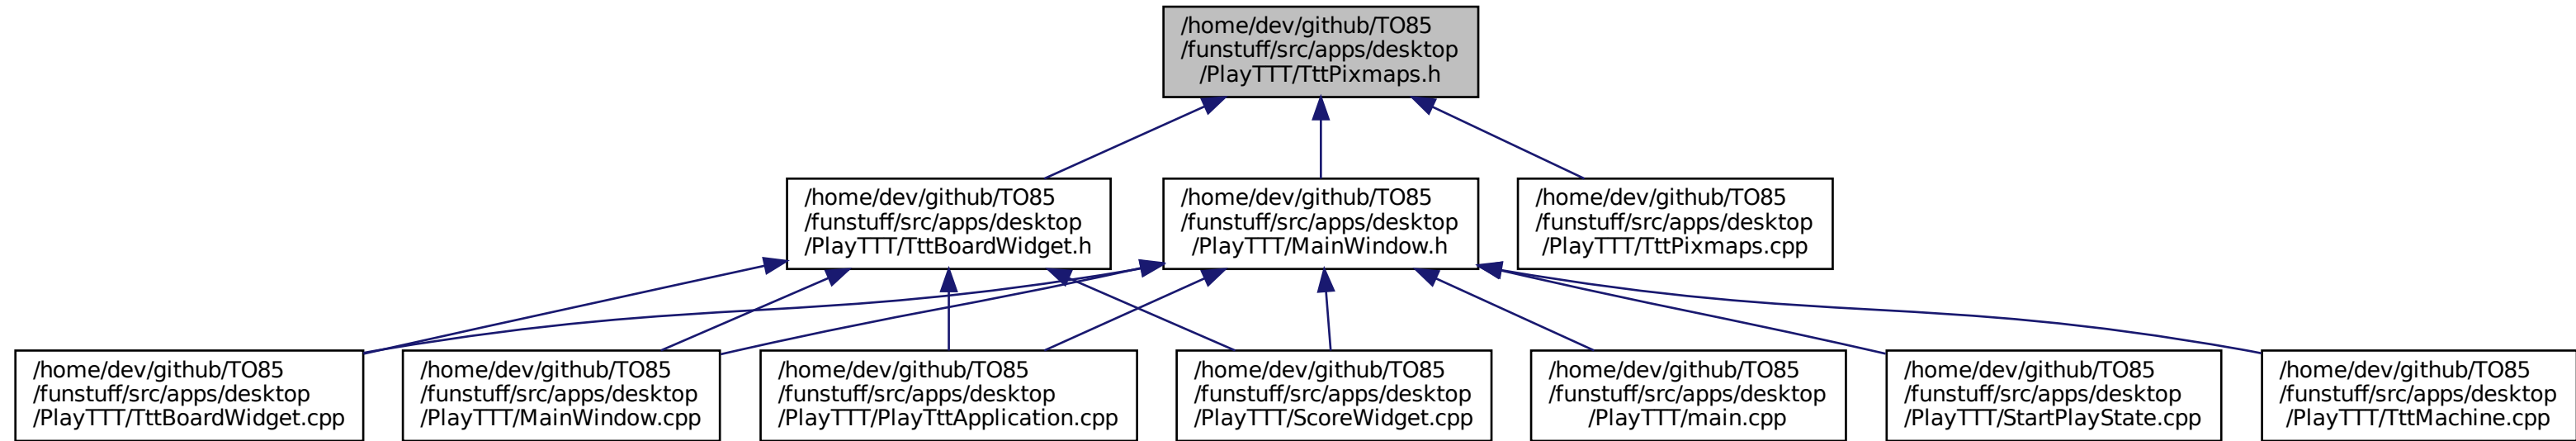 /home/dev/github/TO85
/funstuff/src/apps/desktop
/PlayTTT/TttPixmaps.h
/home/dev/github/TO85
/funstuff/src/apps/desktop
/PlayTTT/TttBoardWidget.h
/home/dev/github/TO85
/funstuff/src/apps/desktop
/PlayTTT/MainWindow.h
/home/dev/github/TO85
/funstuff/src/apps/desktop
/PlayTTT/TttPixmaps.cpp
/home/dev/github/TO85
/funstuff/src/apps/desktop
/PlayTTT/TttBoardWidget.cpp
/home/dev/github/TO85
/funstuff/src/apps/desktop
/PlayTTT/MainWindow.cpp
/home/dev/github/TO85
/funstuff/src/apps/desktop
/PlayTTT/PlayTttApplication.cpp
/home/dev/github/TO85
/funstuff/src/apps/desktop
/PlayTTT/ScoreWidget.cpp
/home/dev/github/TO85
/funstuff/src/apps/desktop
/PlayTTT/main.cpp
/home/dev/github/TO85
/funstuff/src/apps/desktop
/PlayTTT/StartPlayState.cpp
/home/dev/github/TO85
/funstuff/src/apps/desktop
/PlayTTT/TttMachine.cpp